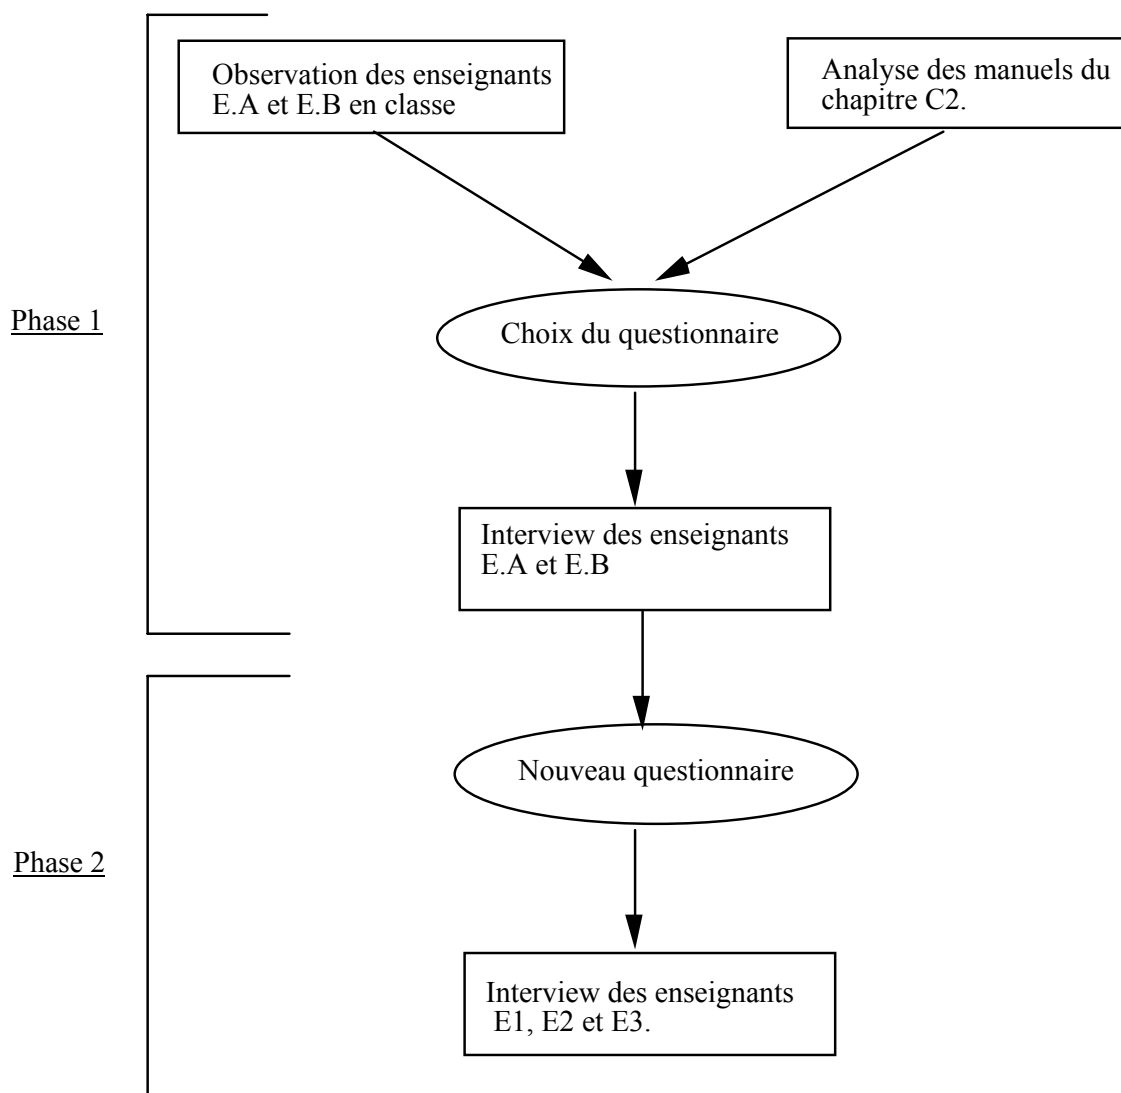 Observation des enseignants
E.A et E.B en classe
Analyse des manuels du
chapitre C2.
Phase 1
Choix du questionnaire
Interview des enseignants
E.A et E.B
Nouveau questionnaire
Phase 2
Interview des enseignants
E1, E2 et E3.